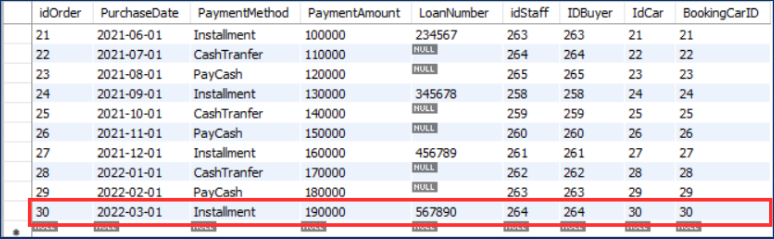 idOrder PurchaseDate PaymentMethod PaymentAmount LoanNumber idStaff IDBuyer IdCar BookingCarID
21 2021-06-01 Installment 100000 234567 263 263 21 21
22 2021-07-01 CashTranfer 110000 NULL 264 264 22 22
23 2021-08-01 PayCash 120000 NULL 265 265 23 23
24 2021-09-01 Installment 130000 345678 258 258 24 24
25 2021-10-01 CashTranfer 140000 NULL 259 259 25 25
26 2021-11-01 PayCash 150000 NULL 260 260 26 26
27 2021-12-01 Installment 160000 456789 261 261 27 27
28 2022-01-01 CashTranfer 170000 NULL 262 262 28 28
29 2022-02-01 PayCash 180000 NULL 263 263 29 29
30 2022-03-01 Installment 190000 567890 264 264 30 30
NULL NULL NULL NULL NULL NULL NULL NULL NULL